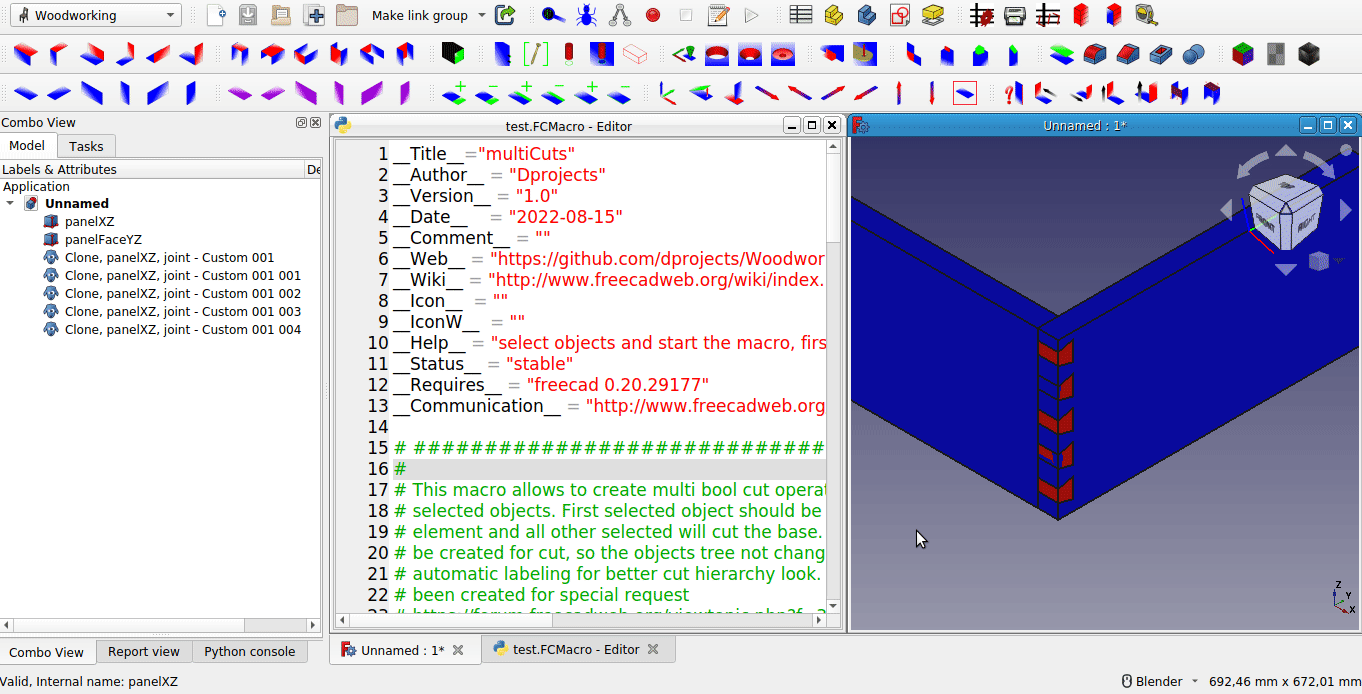 Woodworking
Make link group
Combo View
Model
Tasks
Labels & Attributes
De
Application
Unnamed
panelXZ
panelFaceYZ
Clone, panelXZ, joint - Custom 001
Clone, panelXZ, joint - Custom 001 001
Clone, panelXZ, joint - Custom 001 002
Clone, panelXZ, joint - Custom 001 003
Clone, panelXZ, joint - Custom 001 004
test.FCMacro - Editor
1 __Title__="multiCuts"
2 __Author__ = "Dprojects"
3 __Version__ = "1.0"
4 __Date__ = "2022-08-15"
5 __Comment__ = ""
6 __Web__ = "https://github.com/dprojects/Woodwor
7 __Wiki__ = "http://www.freecadweb.org/wiki/index.
8 __Icon__ = ""
9 __IconW__ = ""
10 __Help__ = "select objects and start the macro, firs
11 __Status__ = "stable"
12 __Requires__ = "freecad 0.20.29177"
13 __Communication__ = "http://www.freecadweb.org
14
15 # #############################
16 #
17 # This macro allows to create multi bool cut operat
18 # selected objects. First selected object should be
19 # element and all other selected will cut the base.
20 # be created for cut, so the objects tree not chang
21 # automatic labeling for better cut hierarchy look.
22 # been created for special request
Unnamed : 1*
FRONT
RIGHT
Z
Y
X
Combo View
Report view
Python console
Unnamed : 1*
test.FCMacro - Editor
Valid, Internal name: panelXZ
Blender
692,46 mm x 672,01 mm